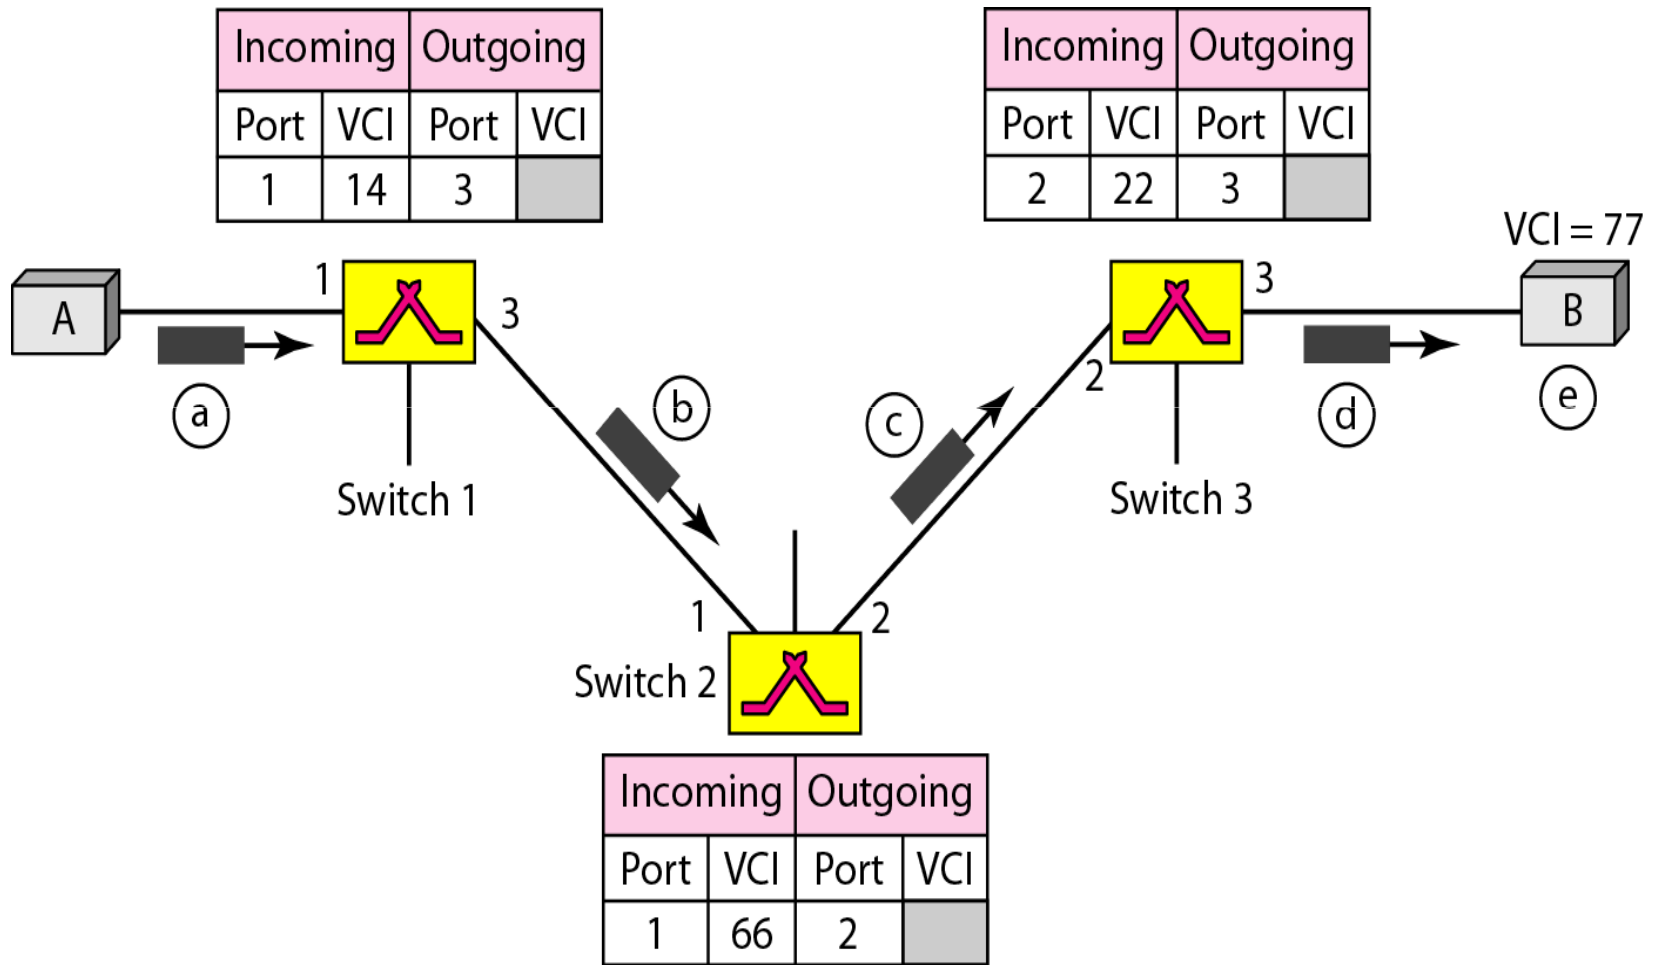 Incoming Outgoing
Port VCI Port VCI
1 14 3
Incoming Outgoing
Port VCI Port VCI
2 22 3
VCI = 77
A
1
3
a
Switch 1
b
c
2
3
Switch 3
d
B
e
1
2
Switch 2
Incoming Outgoing
Port VCI Port VCI
1 66 2